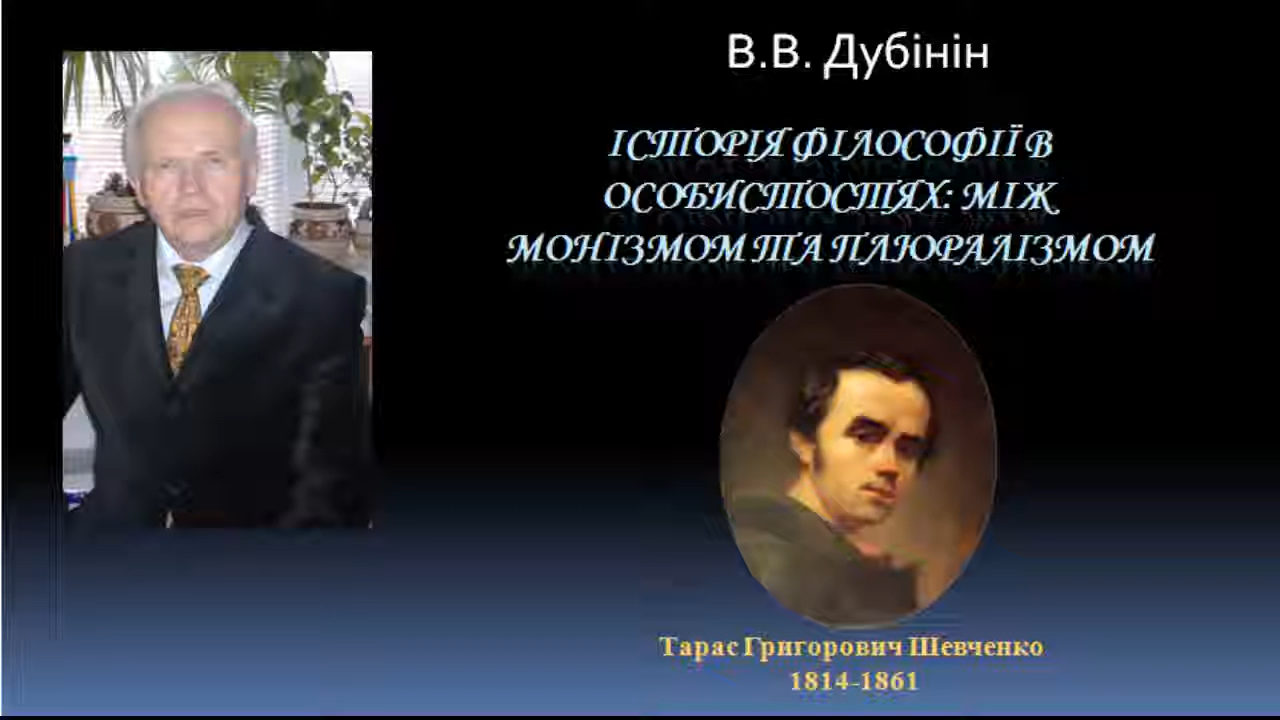 В.В. Дубінін
ІСТОРІЯ ФІЛОСОФІЇ В
ОСОБИСТОСТЯХ: МІЖ
МОНІЗМОМ ТА ПЛЮРАЛІЗМОМ
Тарас Григорович Шевченко
1814-1861